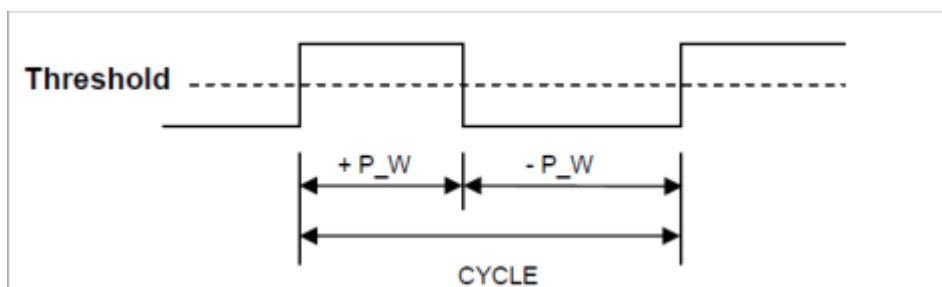 Threshold
+ P_W
- P_W
CYCLE